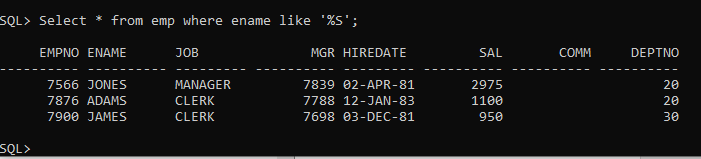 SQL> Select * from emp where ename like '%S';
     EMPNO ENAME      JOB              MGR HIREDATE         SAL       COMM     DEPTNO
---------- ---------- --------- ---------- --------- ---------- ---------- ----------
      7566 JONES      MANAGER         7839 02-APR-81       2975                    20
      7876 ADAMS      CLERK           7788 12-JAN-83       1100                    20
      7900 JAMES      CLERK           7698 03-DEC-81        950                    30
SQL>